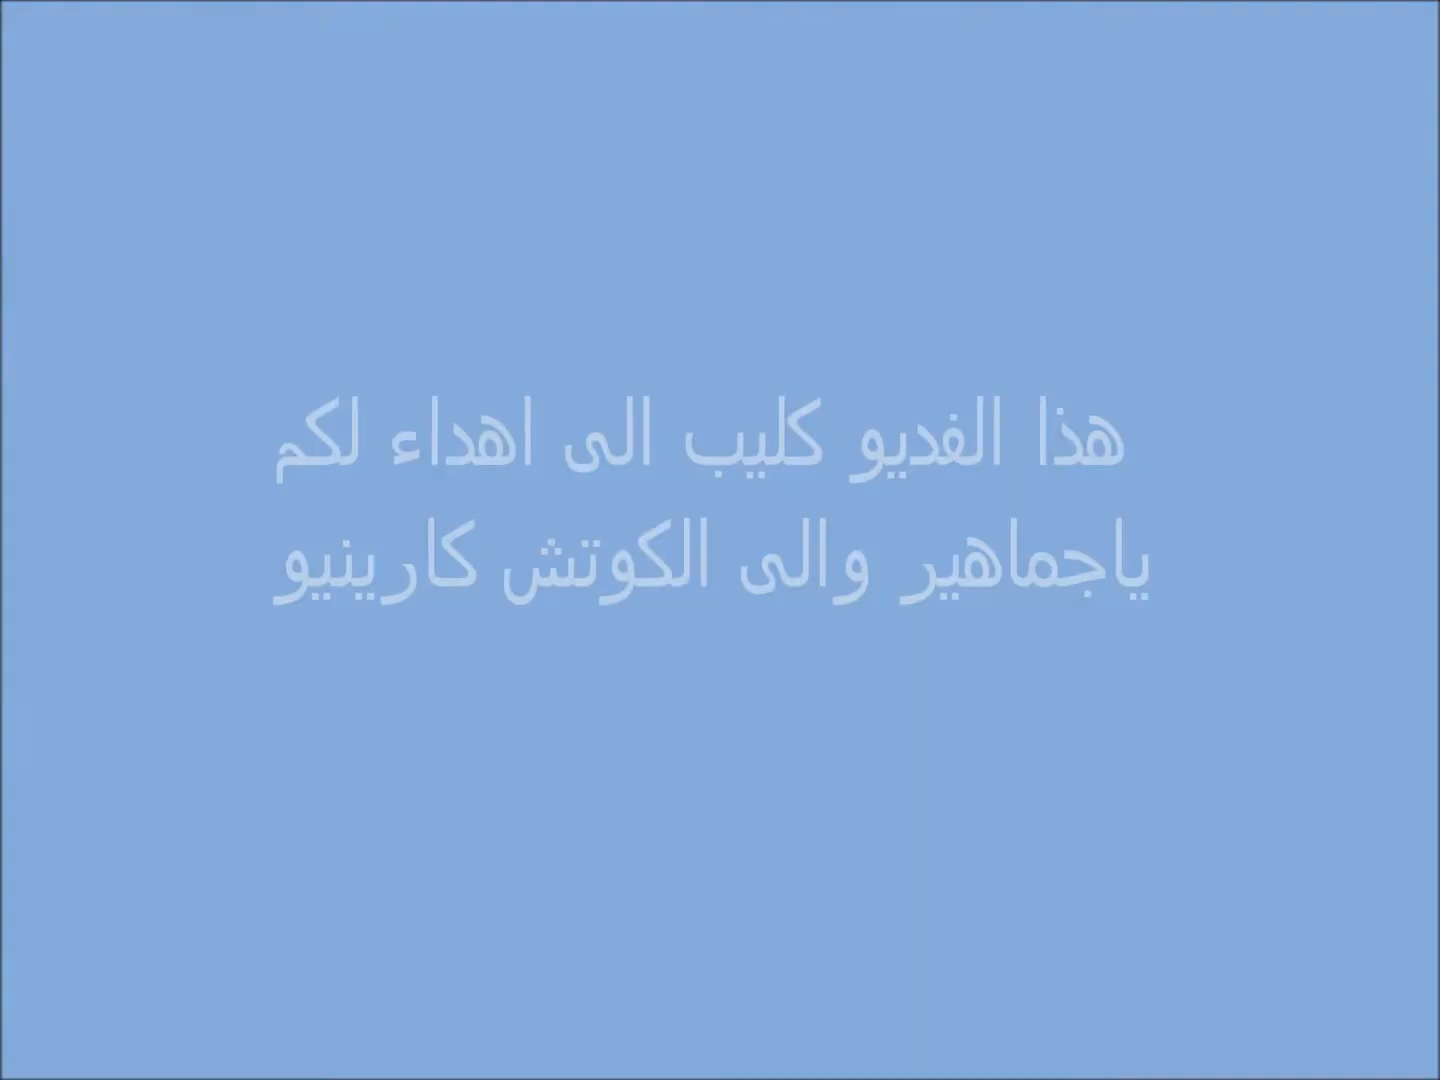 هذا الفديو كليب الى اهداء لكم
ياجماهير والى الكوتش كارينيو